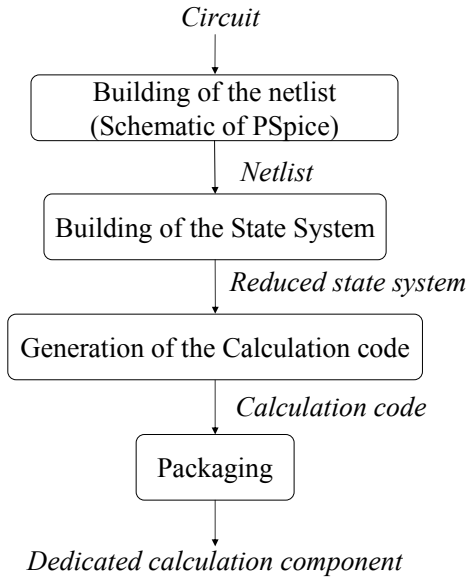 Circuit
Building of the netlist
(Schematic of PSpice)
Netlist
Building of the State System
Reduced state system
Generation of the Calculation code
Calculation code
Packaging
Dedicated calculation component